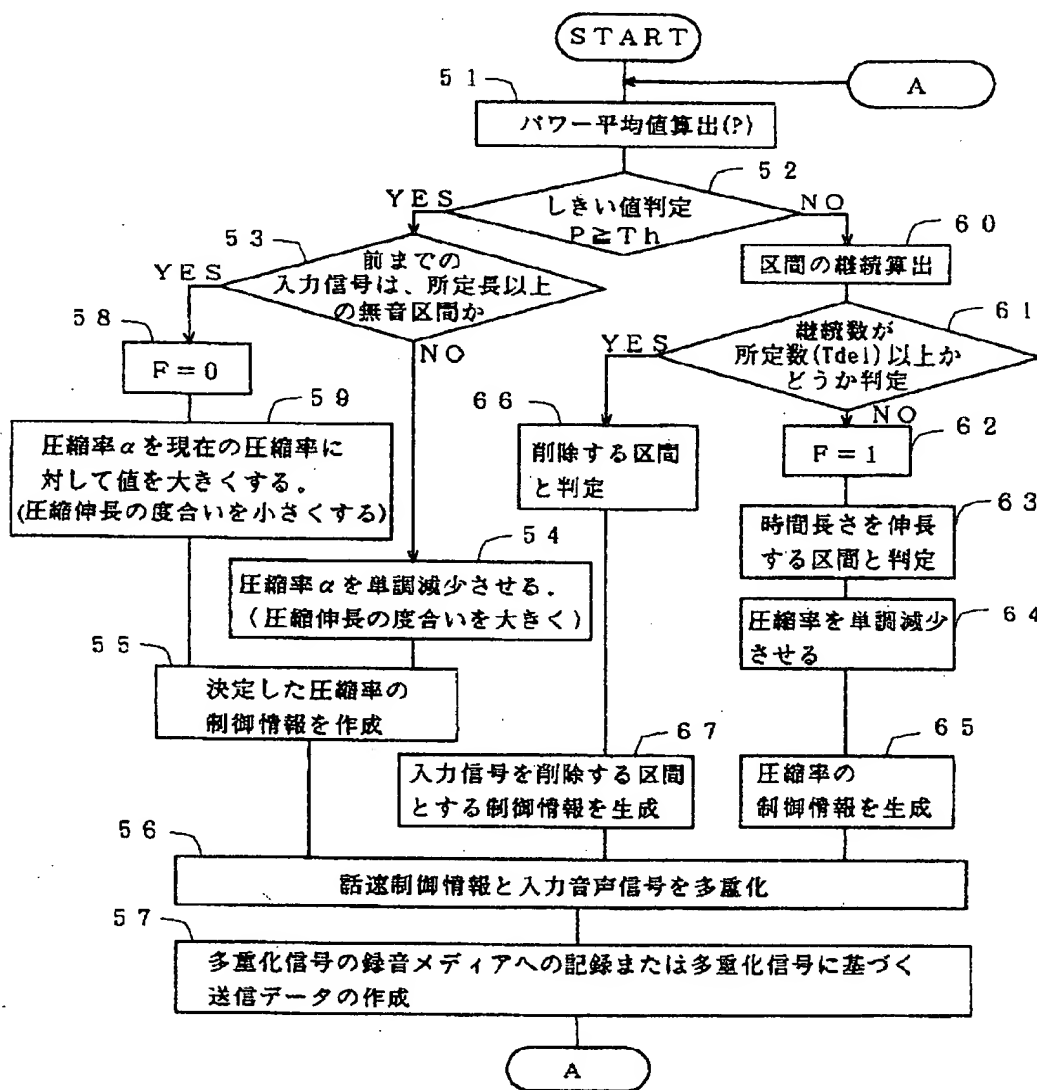 START
A
51
パワー平均値算出(P)
52
YES
しきい値判定
P≧Th
NO
53
YES
前までの
入力信号は、所定長以上
の無音区間か
NO
60
区間の継続算出
61
YES
継続数が
所定数(Tdel)以上か
どうか判定
NO
58
F=0
59
圧縮率αを現在の圧縮率に
対して値を大きくする.
(圧縮伸長の度合いを小さくする)
66
削除する区間
と判定
62
F=1
63
時間長さを伸長
する区間と判定
54
圧縮率αを単調減少させる.
(圧縮伸長の度合いを大きく)
64
圧縮率を単調減少
させる
55
決定した圧縮率の
制御情報を作成
67
入力信号を削除する区間
とする制御情報を生成
65
圧縮率の
制御情報を生成
56
話速制御情報と入力音声信号を多重化
57
多重化信号の録音メディアへの記録または多重化信号に基づく
送信データの作成
A